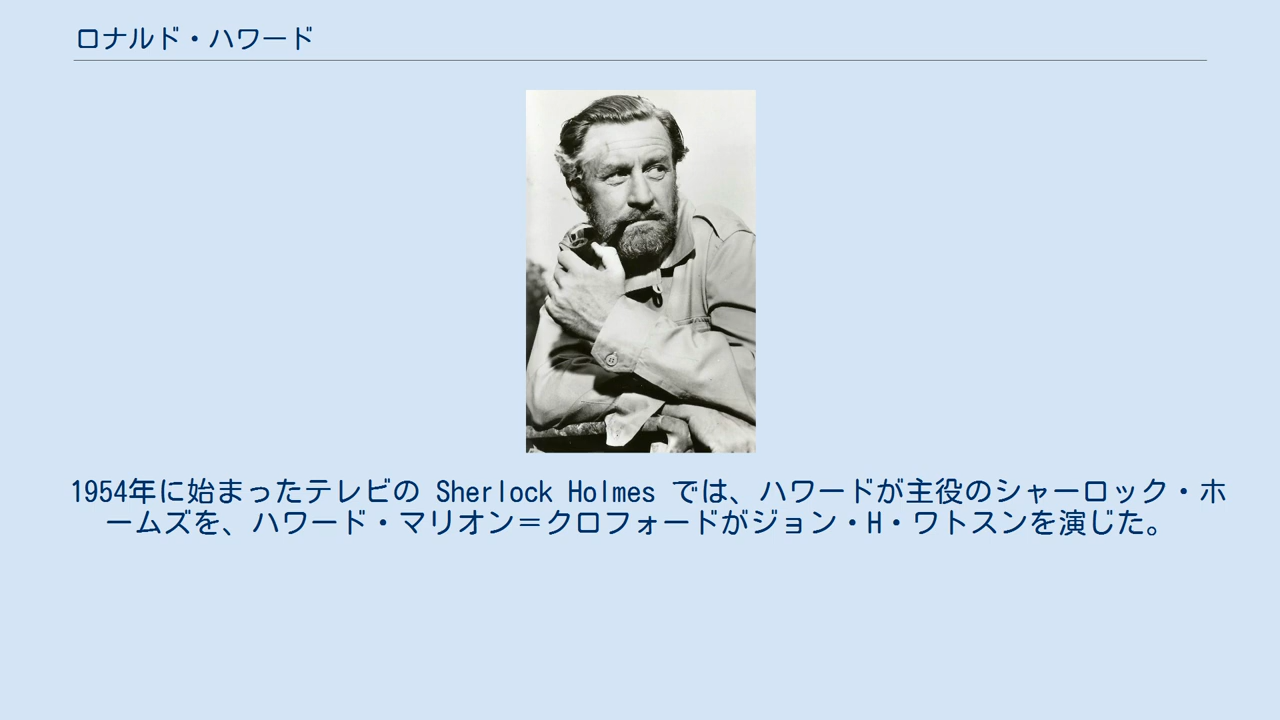 ロナルド・ハワード
1954年に始まったテレビの Sherlock Holmes では、ハワードが主役のシャーロック・ホ
ームズを、ハワード・マリオン＝クロフォードがジョン・H・ワトスンを演じた。